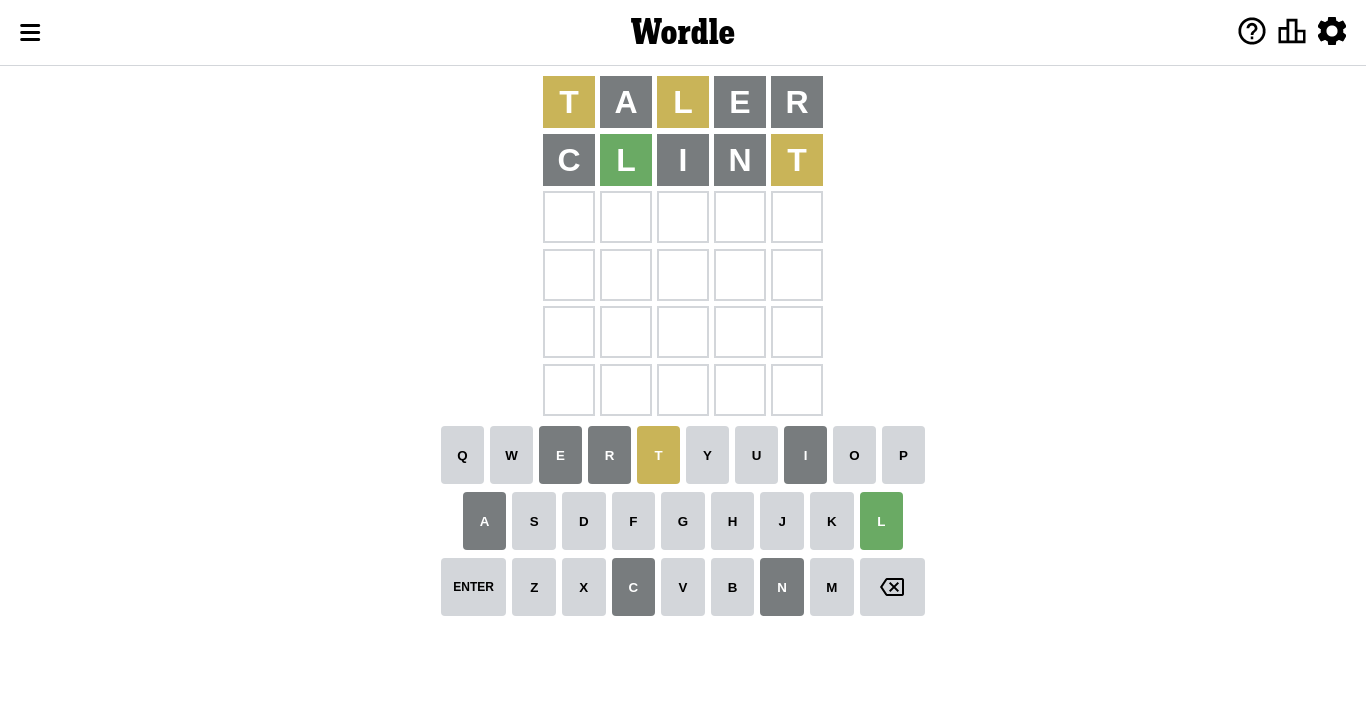 Wordle
T A L E R
C L I N T
Q W E R T Y U I O P
A S D F G H J K L
ENTER Z X C V B N M